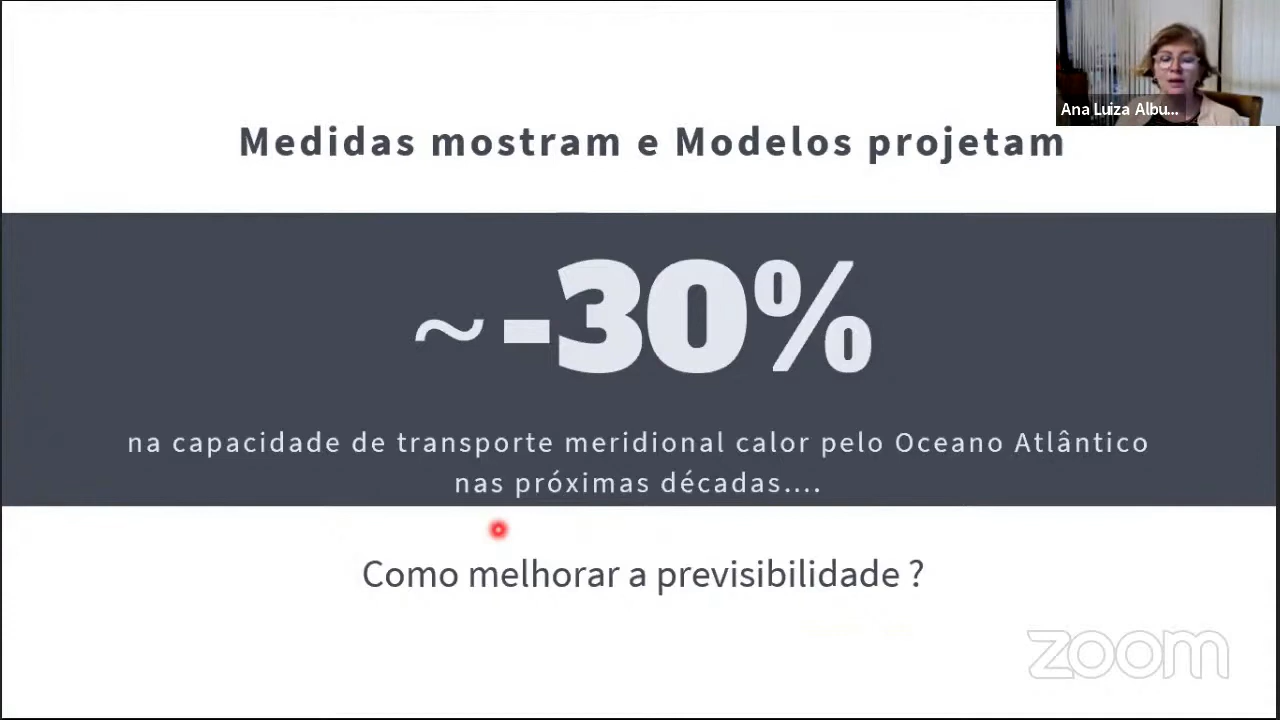 Ana Luiza Albu...
Medidas mostram e Modelos projetam
~-30%
na capacidade de transporte meridional calor pelo Oceano Atlântico
nas próximas décadas....
Como melhorar a previsibilidade ?
zoom